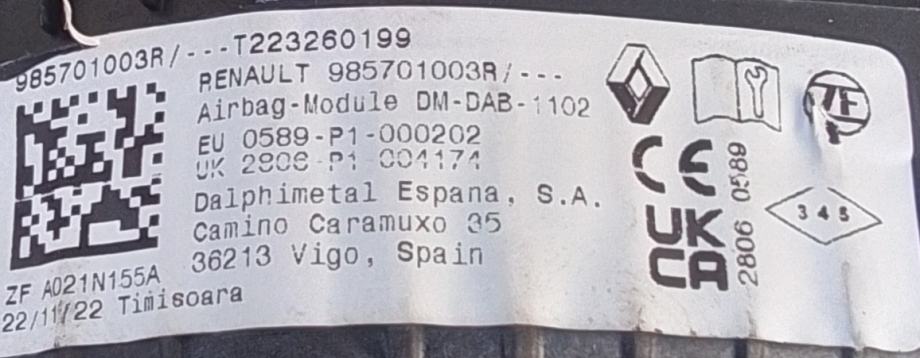 985701003R/---T223260199
RENAULT 985701003R/---
Airbag-Module DM-DAB-1102
EU 0589-P1-000202
UK 2806-P1-004174
Dalphimetal Espana, S.A.
Camino Caramuxo 35
36213 Vigo, Spain
ZF A021N155A
22/11/22 Timisoara
ZF
CE
0589
UK
CA
2806
345